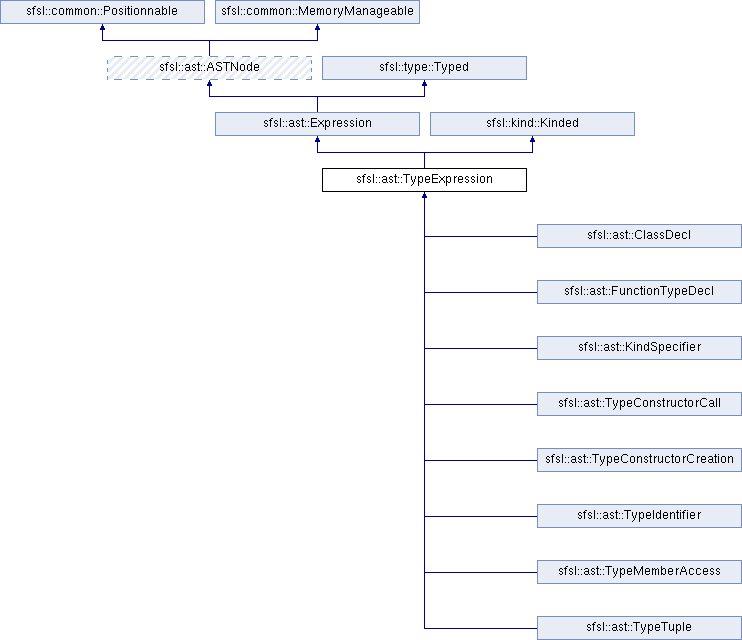 sfsl::common::Positionnable
sfsl::common::MemoryManageable
sfsl::ast::ASTNode
sfsl::type::Typed
sfsl::ast::Expression
sfsl::kind::Kinded
sfsl::ast::TypeExpression
sfsl::ast::ClassDecl
sfsl::ast::FunctionTypeDecl
sfsl::ast::KindSpecifier
sfsl::ast::TypeConstructorCall
sfsl::ast::TypeConstructorCreation
sfsl::ast::TypeIdentifier
sfsl::ast::TypeMemberAccess
sfsl::ast::TypeTuple